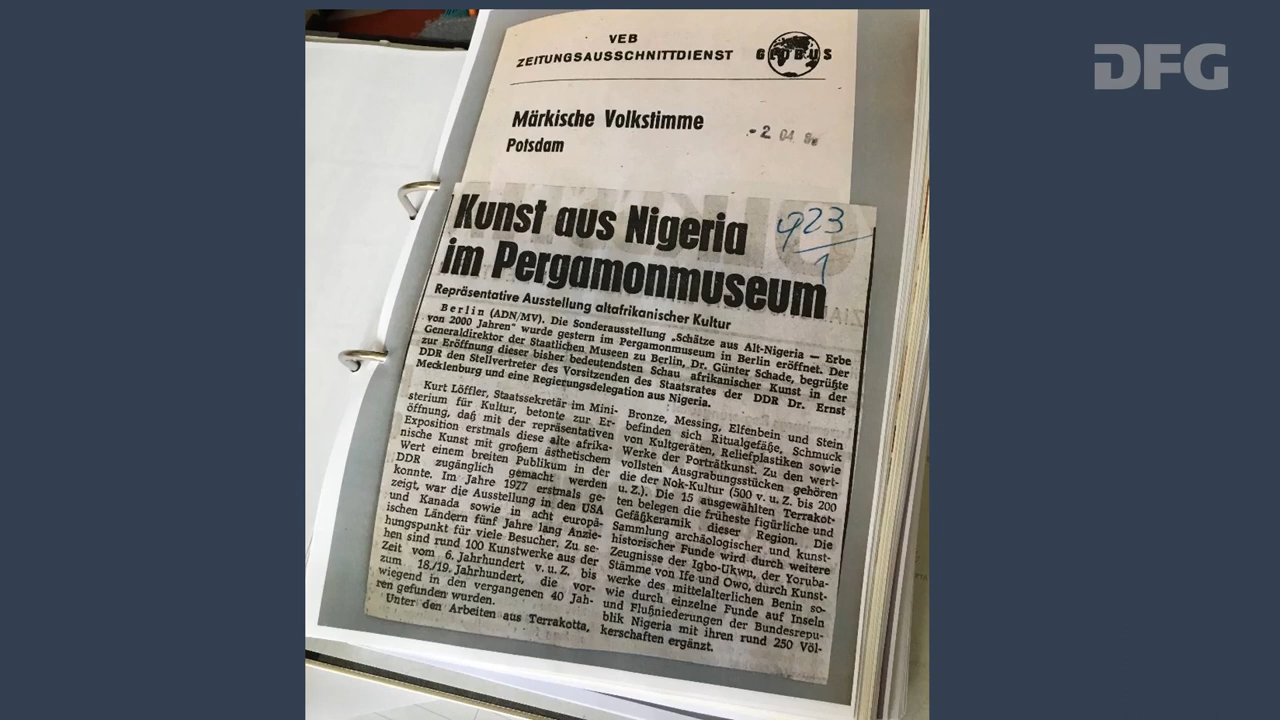 DFG
VEB
ZEITUNGSAUSSCHNITTDIENST
GLOBUS
Märkische Volkstimme
Potsdam
-2 04
Kunst aus Nigeria
im Pergamonmuseum
923
1
Repräsentative Ausstellung altafrikanischer Kultur
Berlin (ADN/MV). Die Sonderausstellung „Schätze aus Alt-Nigeria — Erbe
von 2000 Jahren“ wurde gestern im Pergamonmuseum in Berlin eröffnet. Der
Generaldirektor der Staatlichen Museen zu Berlin, Dr. Günter Schade, begrüßte
zur Eröffnung dieser bisher bedeutendsten Schau afrikanischer Kunst in der
DDR den Stellvertreter des Vorsitzenden des Staatsrates der DDR Dr. Ernst
Mecklenburg und eine Regierungsdelegation aus Nigeria.
Kurt Löffler, Staatssekretär im Mini-
sterium für Kultur, betonte zur Er-
öffnung, daß mit der repräsentativen
Exposition erstmals diese alte afrika-
nische Kunst mit großem ästhetischem
Wert einem breiten Publikum in der
DDR zugänglich gemacht werden
konnte. Im Jahre 1977 erstmals ge-
zeigt, war die Ausstellung in den USA
und Kanada sowie in acht europä-
ischen Ländern fünf Jahre lang Anzie-
hungspunkt für viele Besucher. Zu se-
hen sind rund 100 Kunstwerke aus der
Zeit vom 6. Jahrhundert v. u. Z. bis
zum 18./19. Jahrhundert, die vor-
wiegend in den vergangenen 40 Jah-
ren gefunden wurden.
Unter den Arbeiten aus Terrakotta,
Bronze, Messing, Elfenbein und Stein
befinden sich Ritualgefäße, Schmuck
von Kultgeräten, Reliefplastiken sowie
Werke der Porträtkunst. Zu den wert-
vollsten Ausgrabungsstücken gehören
die der Nok-Kultur (500 v. u. Z. bis 200
u. Z.). Die 15 ausgewählten Terrakot-
ten belegen die früheste figürliche und
Gefäßkeramik dieser Region. Die
Sammlung archäologischer und kunst-
historischer Funde wird durch weitere
Zeugnisse der Igbo-Ukwu, der Yoruba-
Stämme von Ife und Owo, durch Kunst-
werke des mittelalterlichen Benin so-
wie durch einzelne Funde auf Inseln
und Flußniederungen der Bundesrepu-
blik Nigeria mit ihren rund 250 Völ-
kerschaften ergänzt.